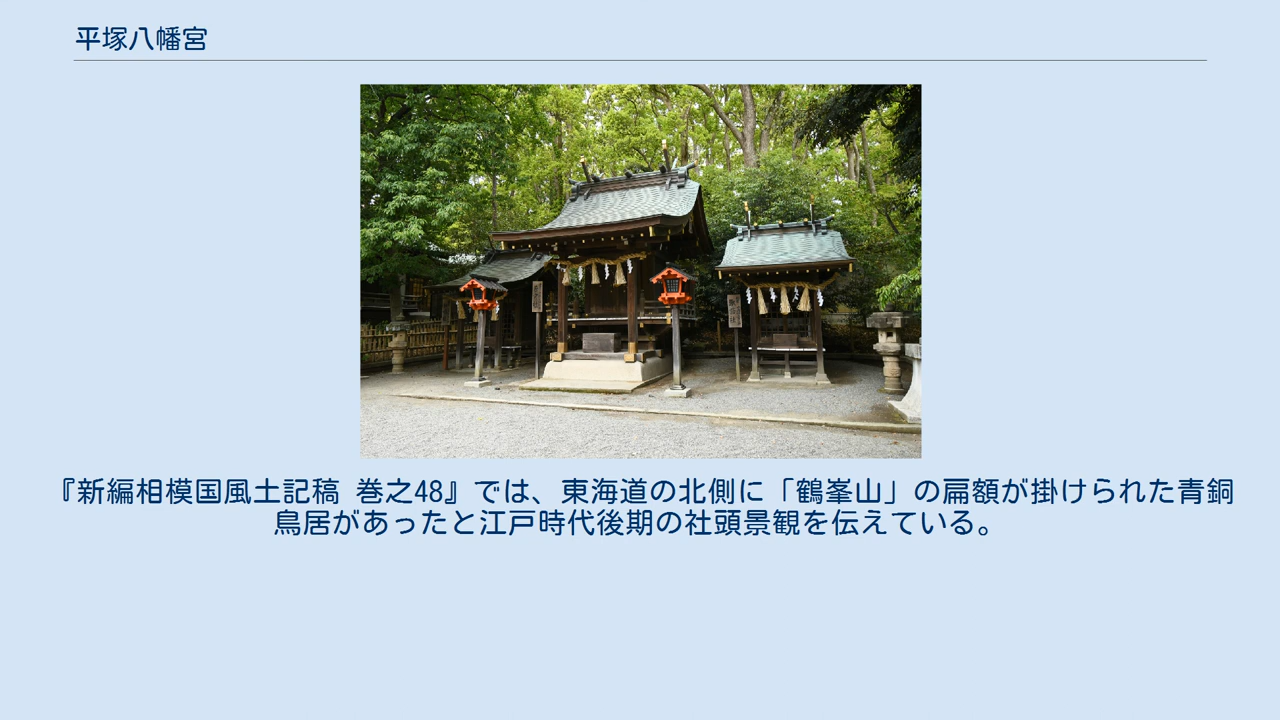 平塚八幡宮
『新編相模国風土記稿 巻之48』では、東海道の北側に「鶴峯山」の扁額が掛けられた青銅
鳥居があったと江戸時代後期の社頭景観を伝えている。